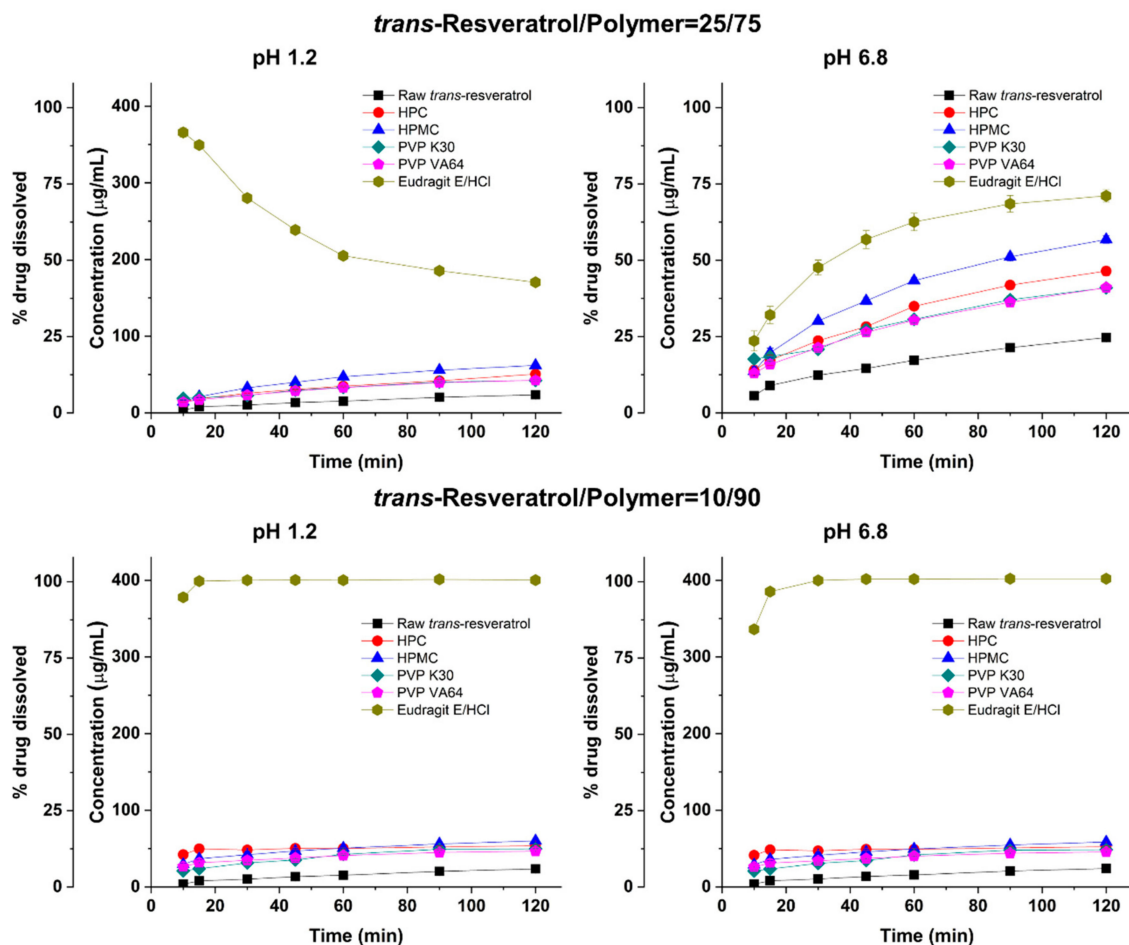 trans-Resveratrol/Polymer=25/75
pH 1.2
% drug dissolved
100
75
50
25
0
Concentration (µg/mL)
400
300
200
100
0
Raw trans-resveratrol
HPC
HPMC
PVP K30
PVP VA64
Eudragit E/HCl
0 20 40 60 80 100 120
Time (min)
pH 6.8
% drug dissolved
100
75
50
25
0
Concentration (µg/mL)
100
75
50
25
0
Raw trans-resveratrol
HPC
HPMC
PVP K30
PVP VA64
Eudragit E/HCl
0 20 40 60 80 100 120
Time (min)
trans-Resveratrol/Polymer=10/90
pH 1.2
% drug dissolved
100
75
50
25
0
Concentration (µg/mL)
400
300
200
100
0
Raw trans-resveratrol
HPC
HPMC
PVP K30
PVP VA64
Eudragit E/HCl
0 20 40 60 80 100 120
Time (min)
pH 6.8
% drug dissolved
100
75
50
25
0
Concentration (µg/mL)
400
300
200
100
0
Raw trans-resveratrol
HPC
HPMC
PVP K30
PVP VA64
Eudragit E/HCl
0 20 40 60 80 100 120
Time (min)